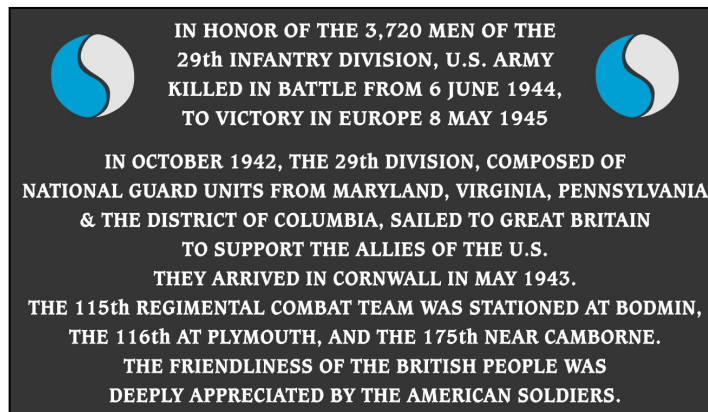 IN HONOR OF THE 3,720 MEN OF THE
29th INFANTRY DIVISION, U.S. ARMY
KILLED IN BATTLE FROM 6 JUNE 1944,
TO VICTORY IN EUROPE 8 MAY 1945
IN OCTOBER 1942, THE 29th DIVISION, COMPOSED OF
NATIONAL GUARD UNITS FROM MARYLAND, VIRGINIA, PENNSYLVANIA
& THE DISTRICT OF COLUMBIA, SAILED TO GREAT BRITAIN
TO SUPPORT THE ALLIES OF THE U.S.
THEY ARRIVED IN CORNWALL IN MAY 1943.
THE 115th REGIMENTAL COMBAT TEAM WAS STATIONED AT BODMIN,
THE 116th AT PLYMOUTH, AND THE 175th NEAR CAMBORNE.
THE FRIENDLINESS OF THE BRITISH PEOPLE WAS
DEEPLY APPRECIATED BY THE AMERICAN SOLDIERS.